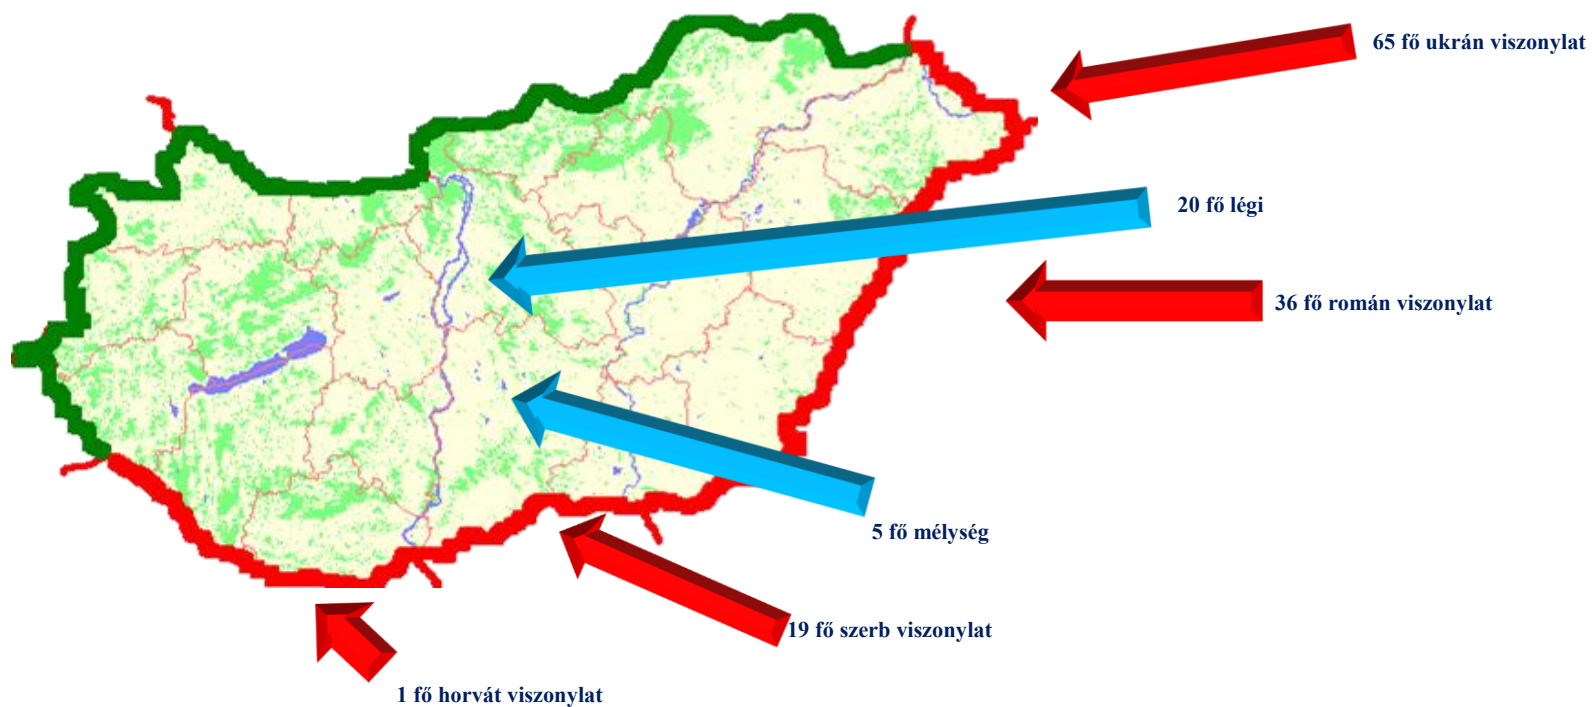 65 fő ukrán viszonylat
20 fő légi
36 fő román viszonylat
5 fő mélység
19 fő szerb viszonylat
1 fő horvát viszonylat